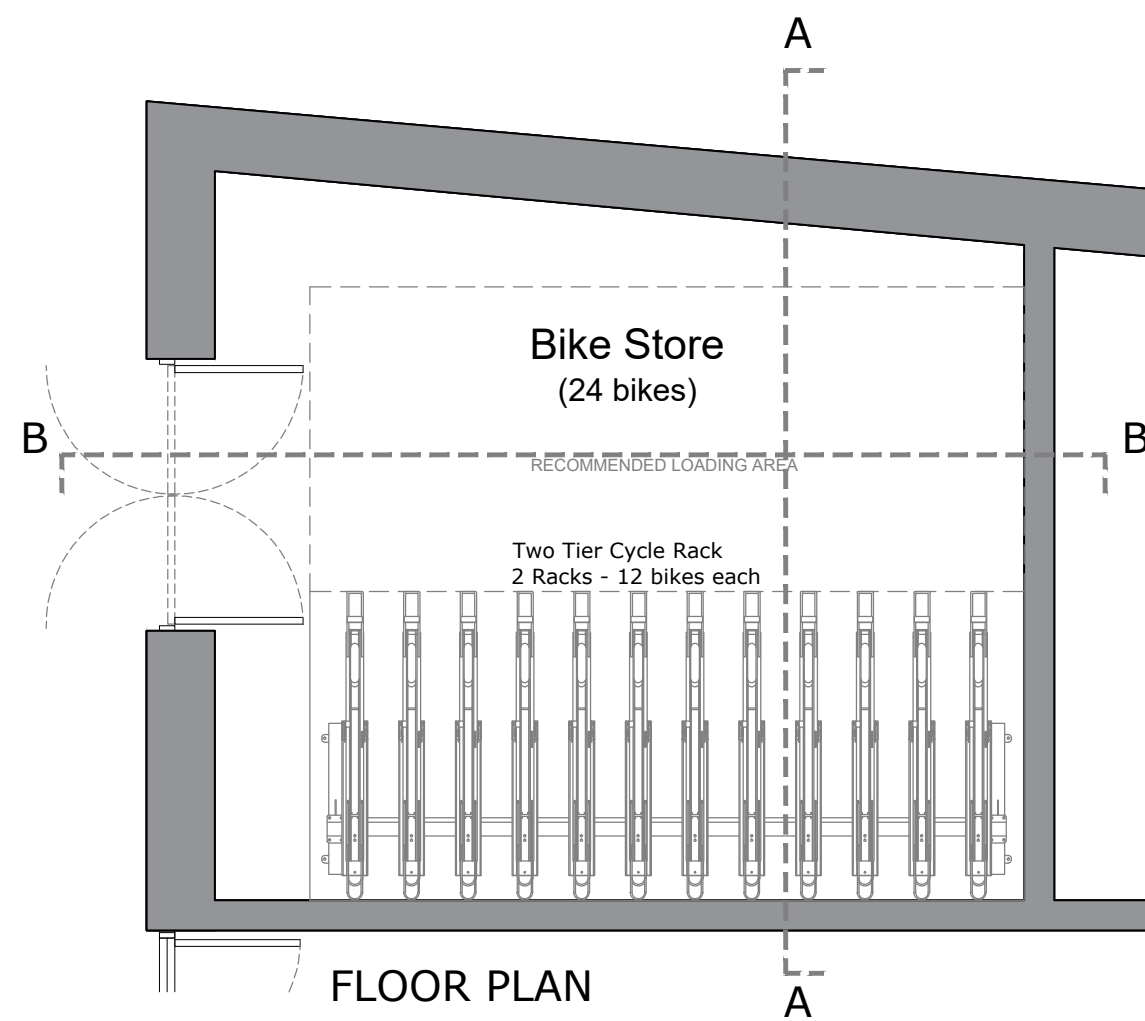 A
Bike Store
(24 bikes)
B
B
RECOMMENDED LOADING AREA
Two Tier Cycle Rack
2 Racks - 12 bikes each
FLOOR PLAN
A